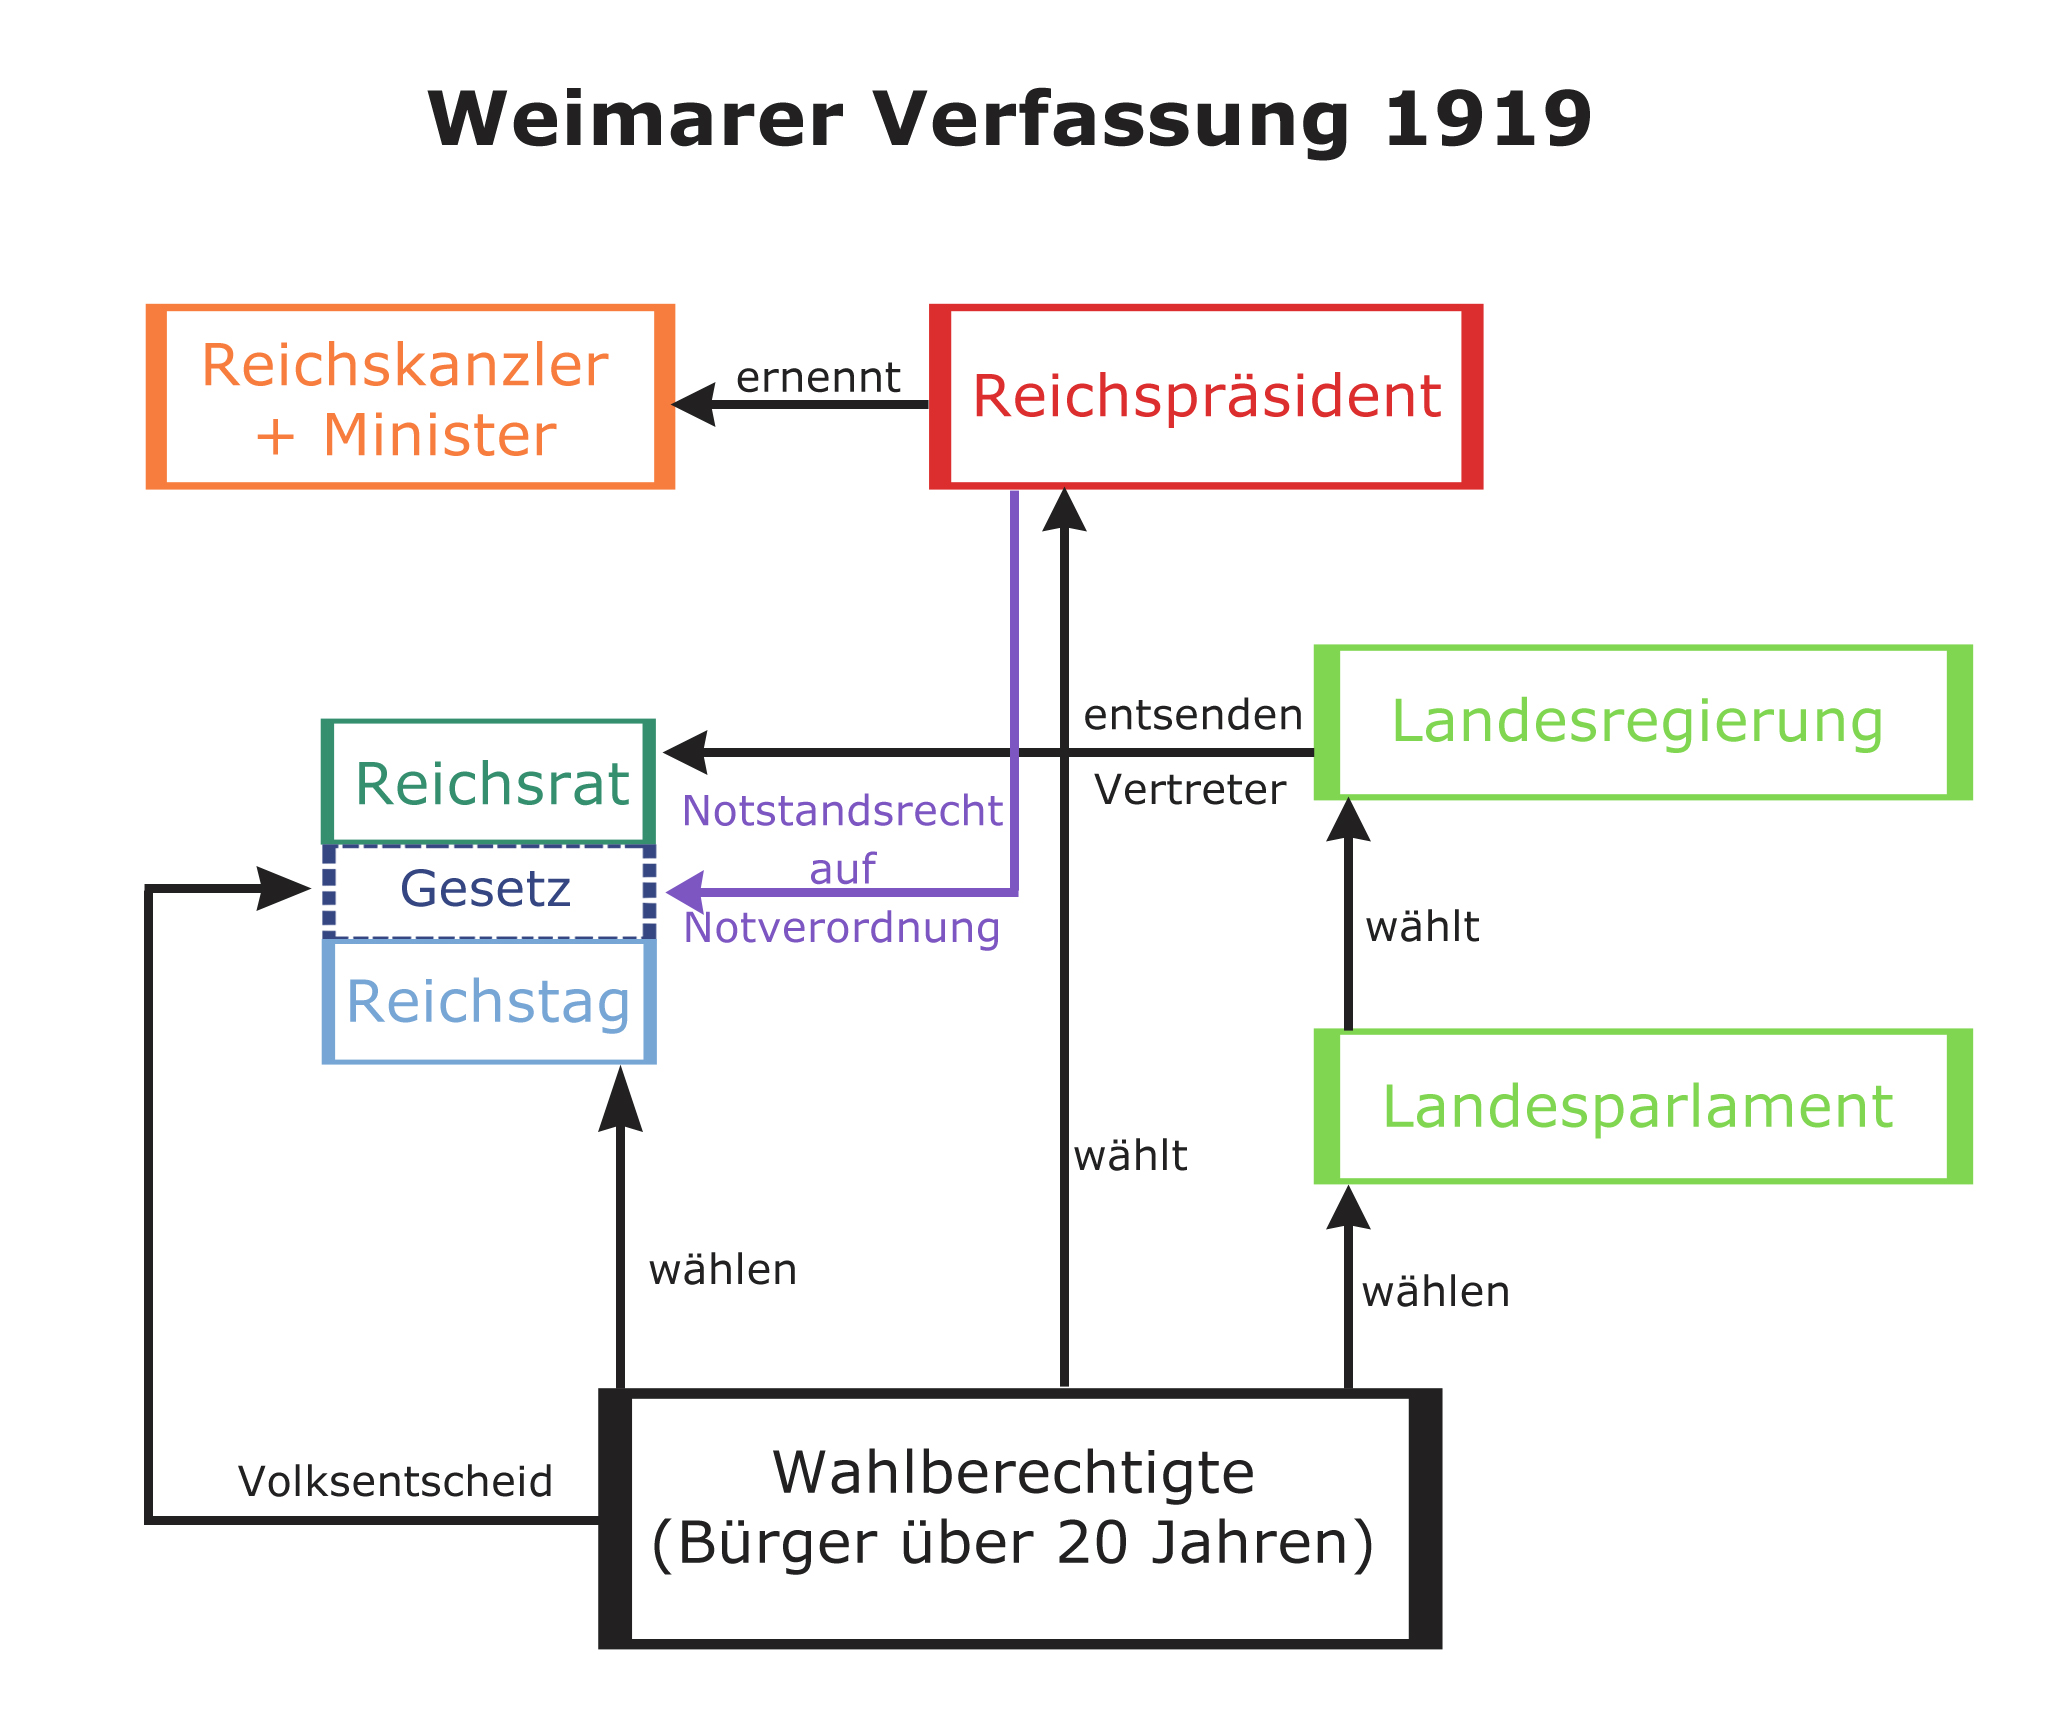 Weimarer Verfassung 1919
Reichskanzler
+ Minister
ernennt
Reichspräsident
entsenden
Vertreter
Landesregierung
Reichsrat
Notstandsrecht
auf
Notverordnung
Gesetz
Reichstag
wählt
Landesparlament
wählt
wählen
wählen
Volksentscheid
Wahlberechtigte
(Bürger über 20 Jahren)